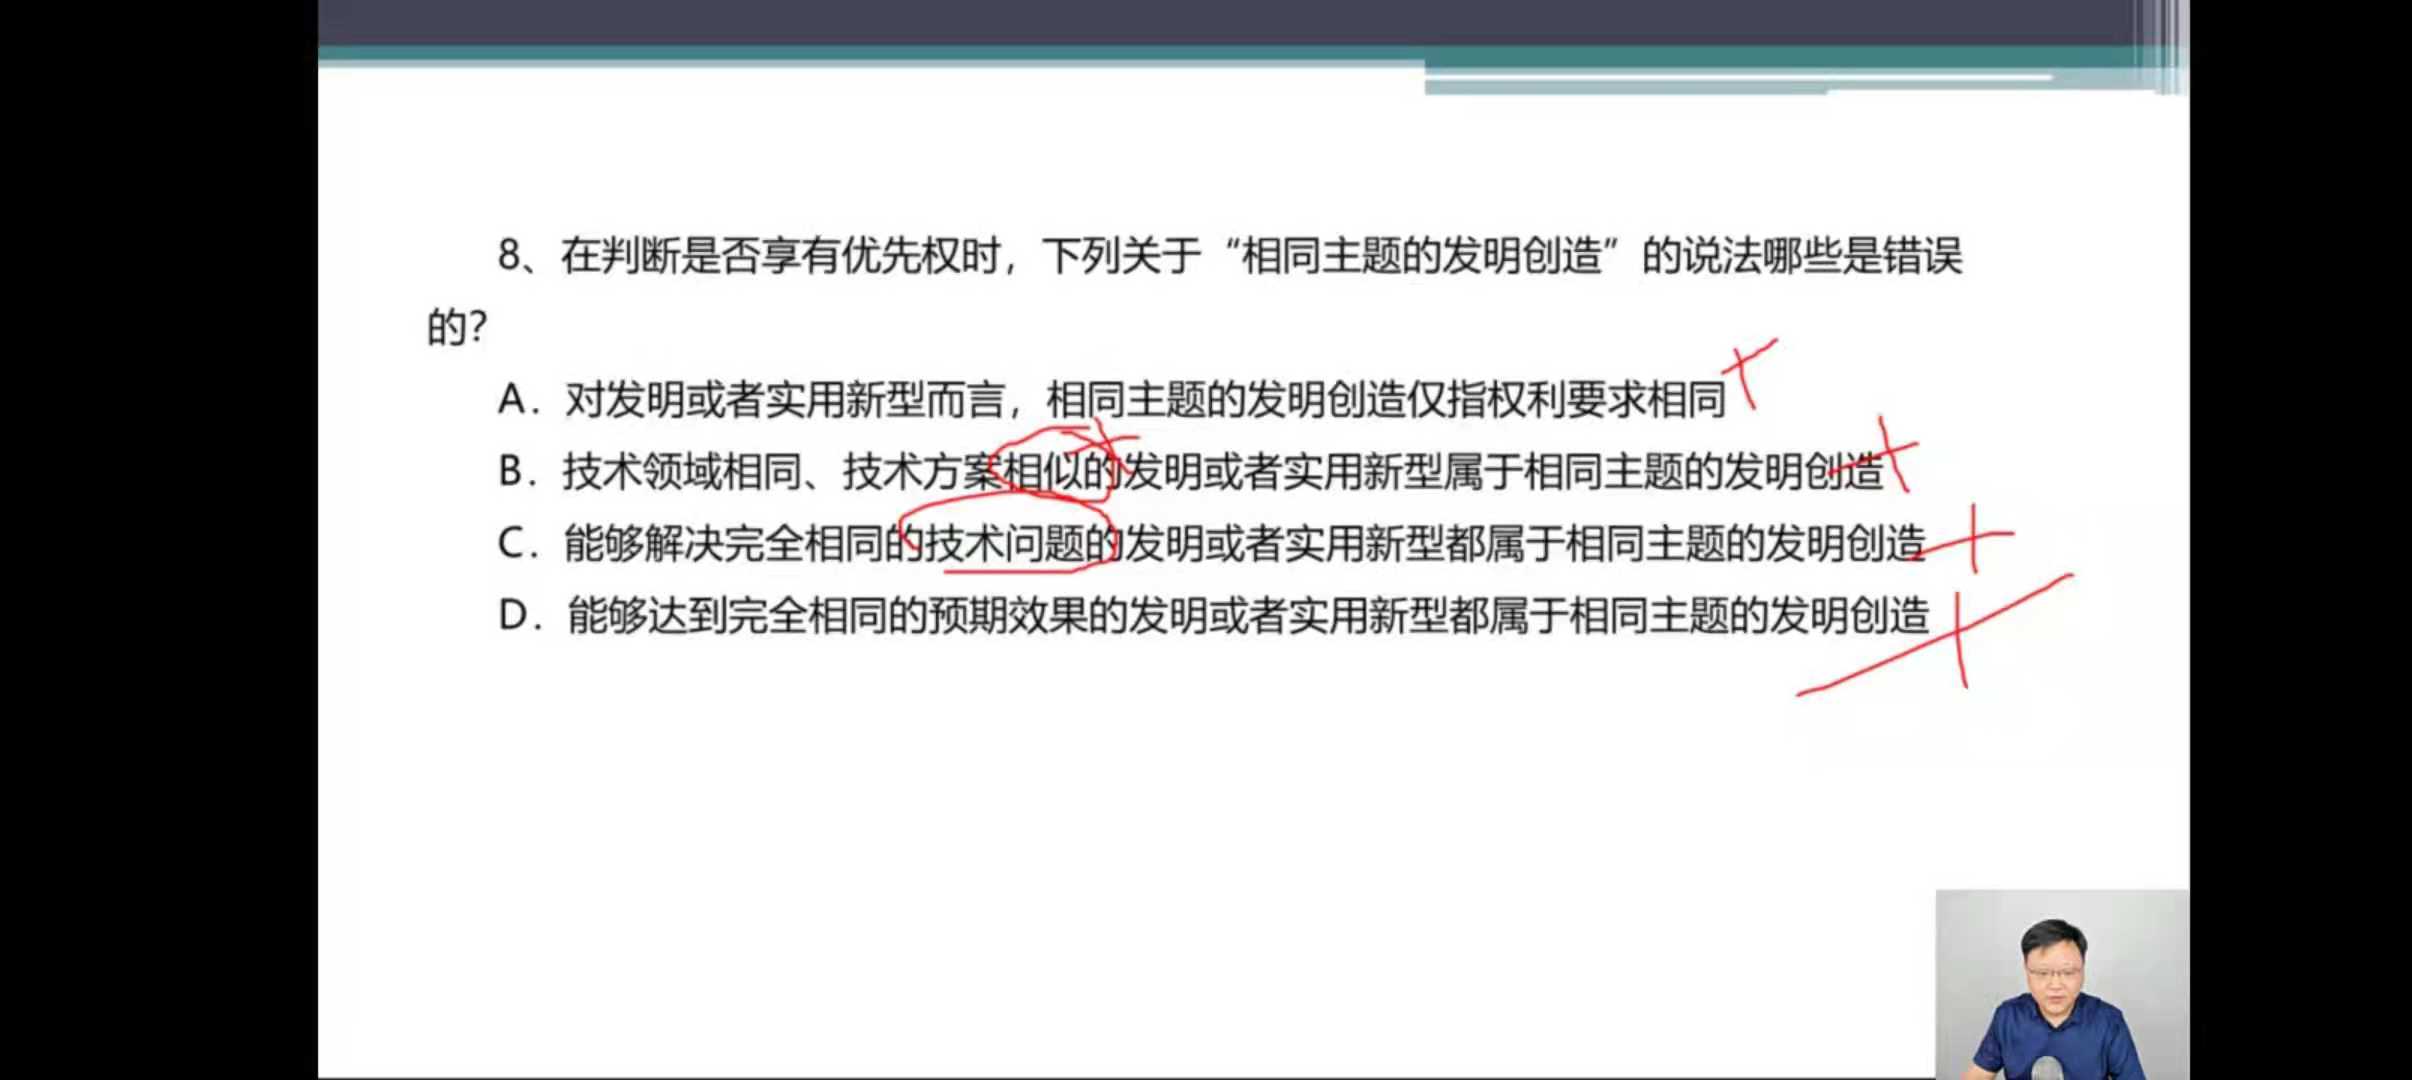 8、在判断是否享有优先权时，下列关于“相同主题的发明创造”的说法哪些是错误
的？
A．对发明或者实用新型而言，相同主题的发明创造仅指权利要求相同
B．技术领域相同、技术方案相似的发明或者实用新型属于相同主题的发明创造
C．能够解决完全相同的技术问题的发明或者实用新型都属于相同主题的发明创造
D．能够达到完全相同的预期效果的发明或者实用新型都属于相同主题的发明创造